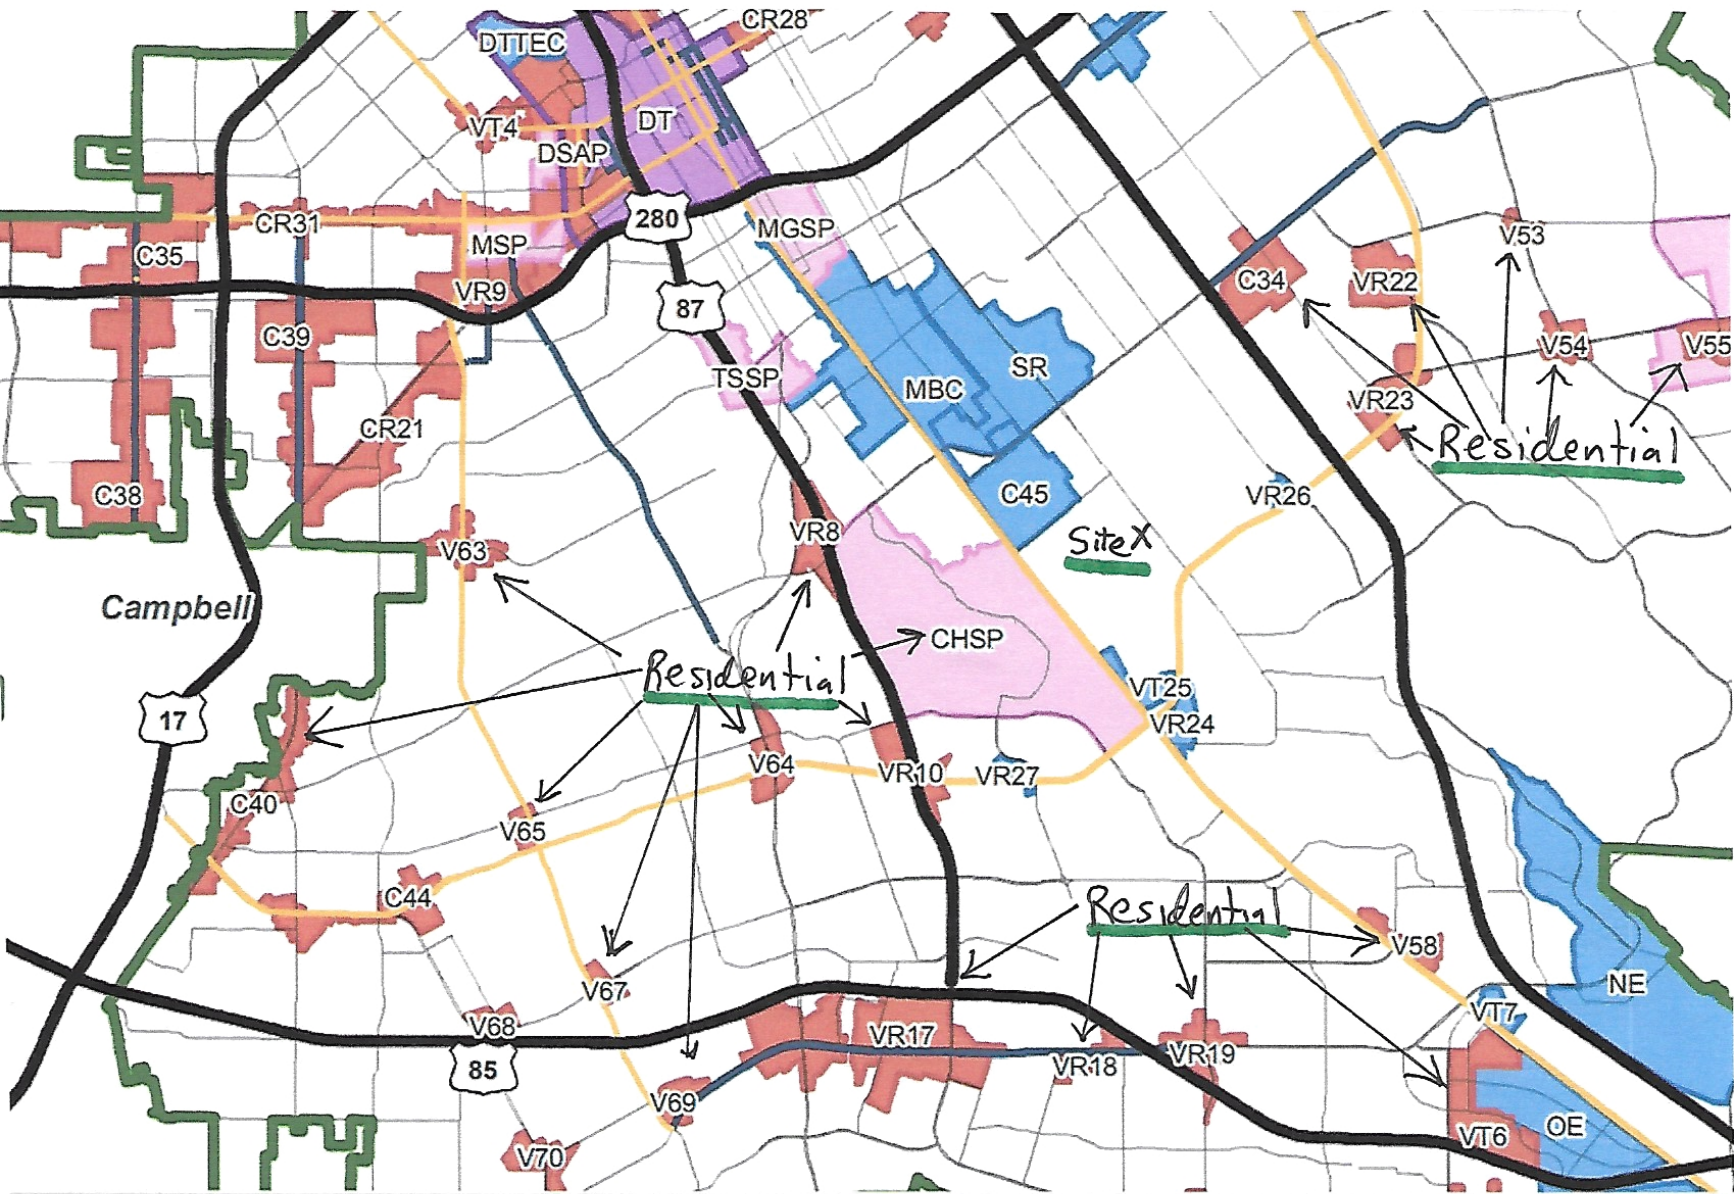 CR28
DTTEC
DT
VT4
DSAP
280
CR31
MSP
MGSP
V53
C35
C34
VR22
VR9
87
C39
SR
V54
V55
TSSP
MBC
VR23
CR21
Residential
C38
C45
VR26
VR8
Site X
V63
Campbell
CHSP
Residential
VT25
17
VR24
V64
VR10
VR27
C40
V65
C44
Residential
V58
V67
NE
VT7
V68
VR17
85
VR18
VR19
V69
OE
VT6
V70